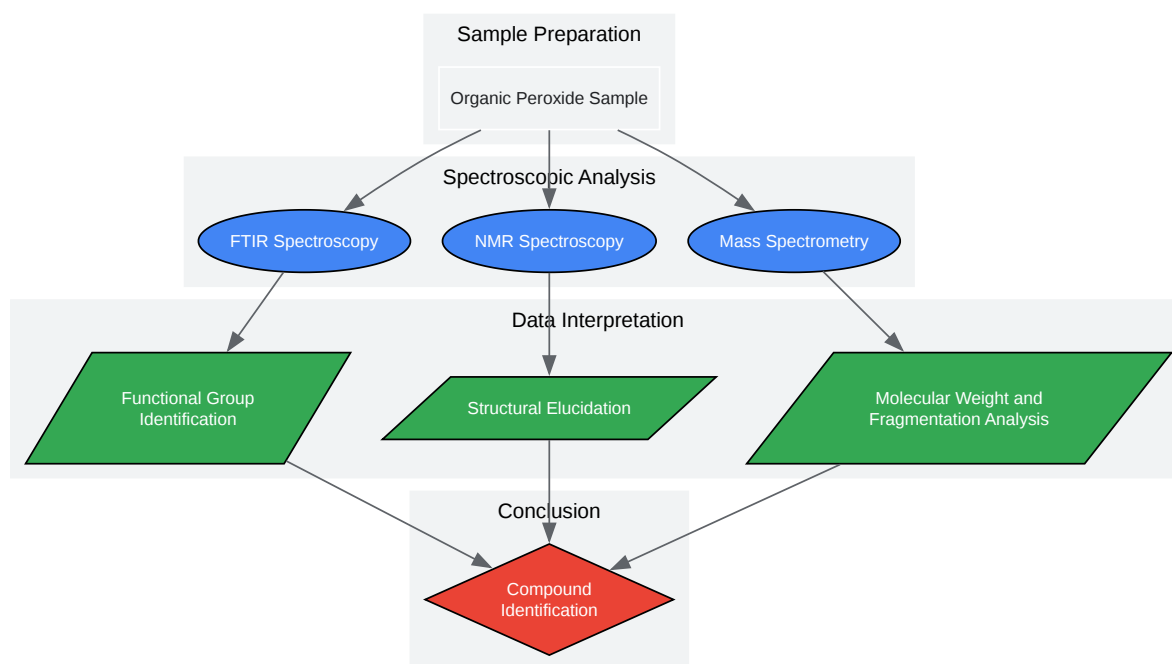 Sample Preparation
Organic Peroxide Sample
Spectroscopic Analysis
FTIR Spectroscopy
NMR Spectroscopy
Mass Spectrometry
Data Interpretation
Functional Group
Identification
Structural Elucidation
Molecular Weight and
Fragmentation Analysis
Conclusion
Compound
Identification